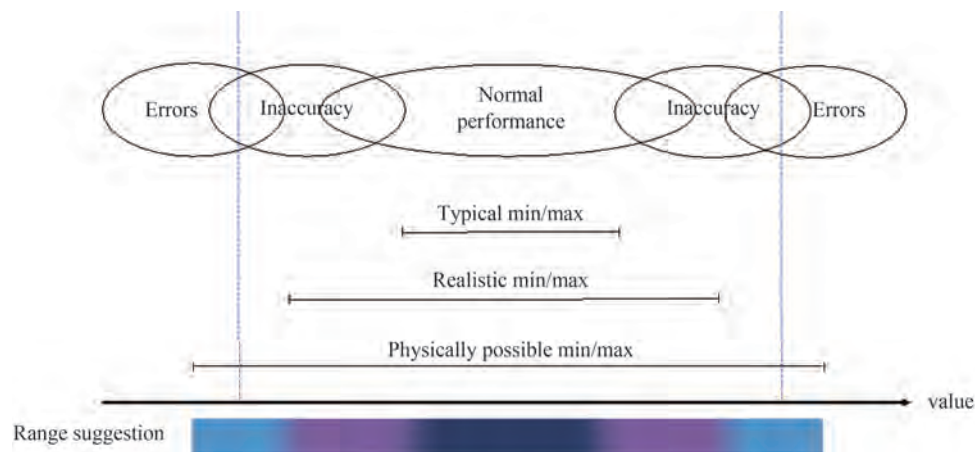 Errors
Inaccuracy
Normal
performance
Inaccuracy
Errors
Typical min/max
Realistic min/max
Physically possible min/max
value
Range suggestion